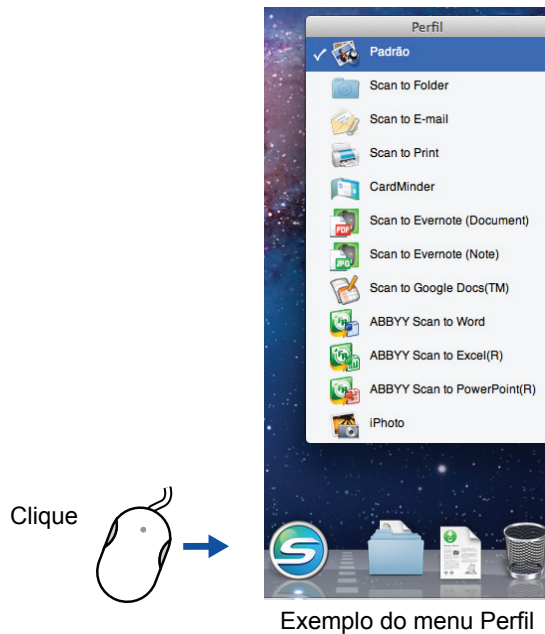 Perfil
Padrão
Scan to Folder
Scan to E-mail
Scan to Print
CardMinder
Scan to Evernote (Document)
PDF
Scan to Evernote (Note)
JPG
Scan to Google Docs(TM)
ABBYY Scan to Word
ABBYY Scan to Excel(R)
ABBYY Scan to PowerPoint(R)
iPhoto
Clique
S
Exemplo do menu Perfil